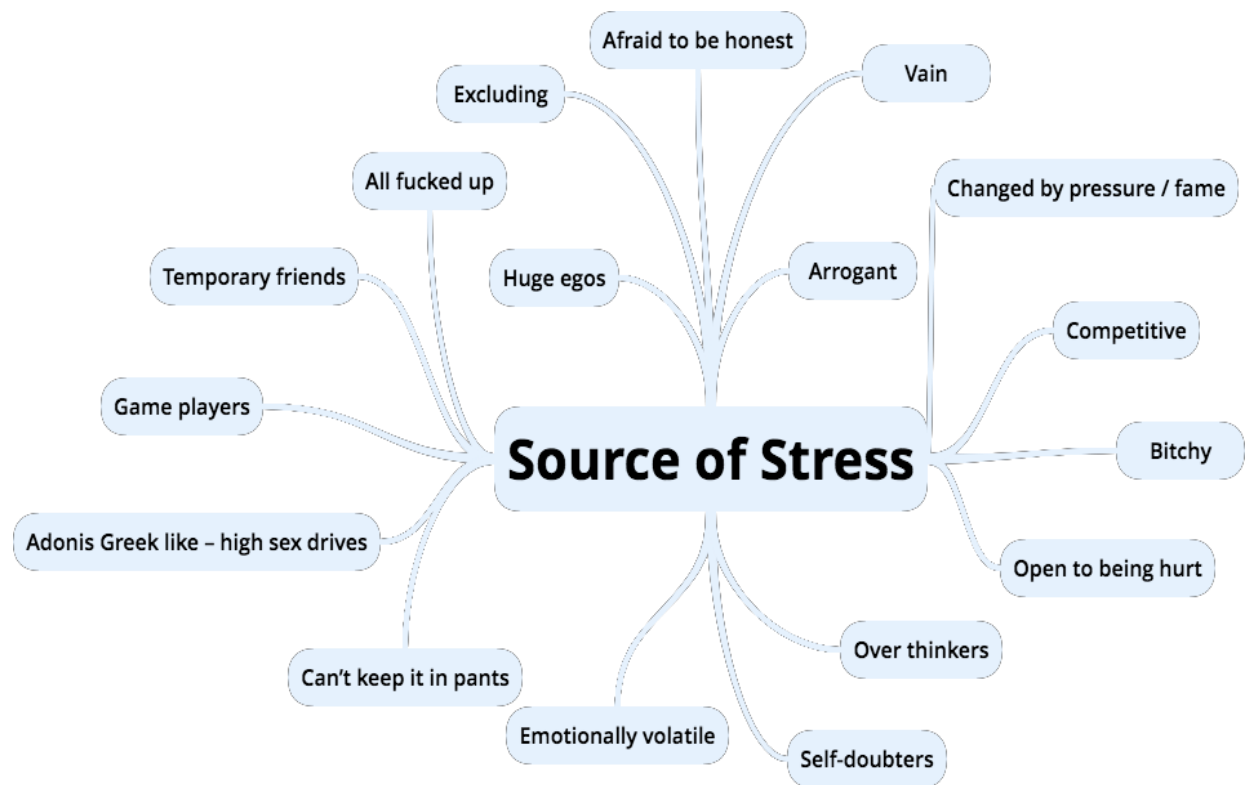 Afraid to be honest
Vain
Excluding
All fucked up
Changed by pressure / fame
Temporary friends
Huge egos
Arrogant
Competitive
Game players
Source of Stress
Bitchy
Adonis Greek like – high sex drives
Open to being hurt
Over thinkers
Can’t keep it in pants
Emotionally volatile
Self-doubters